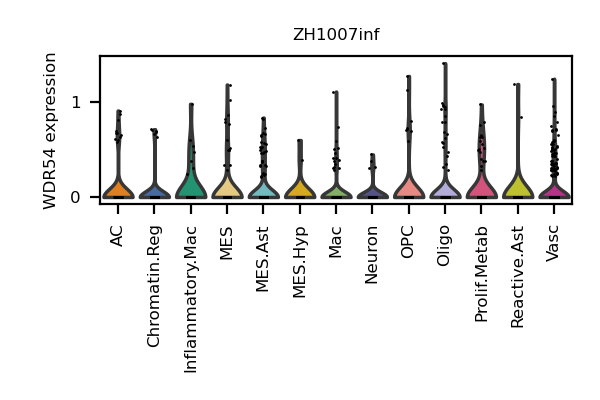 ZH1007inf
WDR54 expression
1
0
AC
Chromatin.Reg
Inflammatory.Mac
MES
MES.Ast
MES.Hyp
Mac
Neuron
OPC
Oligo
Prolif.Metab
Reactive.Ast
Vasc